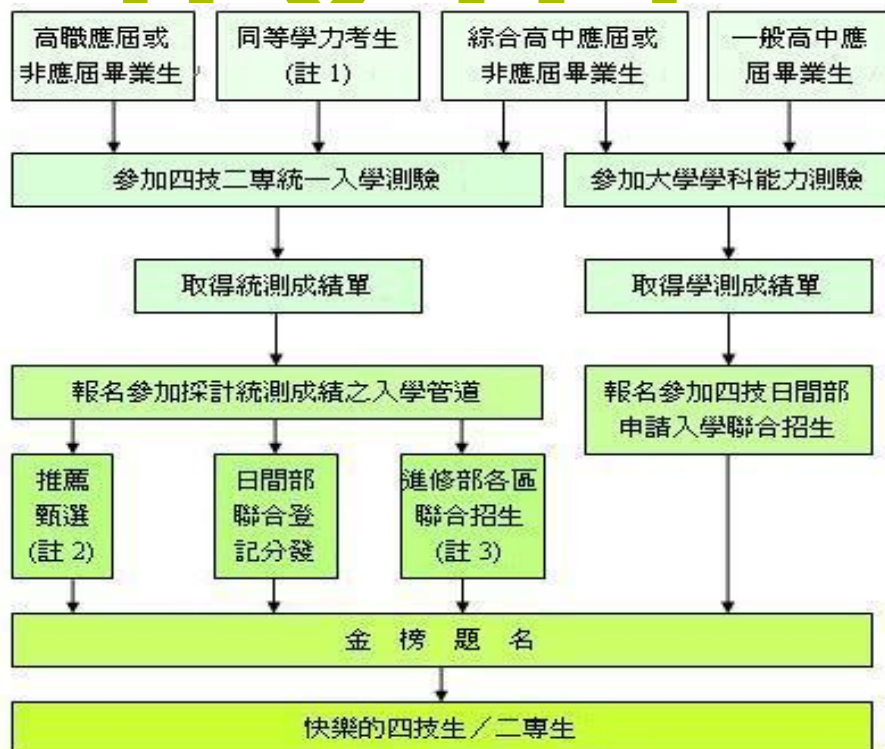 高職應屆或
非應屆畢業生
同等學力考生
(註 1)
綜合高中應屆或
非應屆畢業生
一般高中應
屆畢業生
參加四技二專統一入學測驗
參加大學學科能力測驗
取得統測成績單
取得學測成績單
報名參加採計統測成績之入學管道
報名參加四技日間部
申請入學聯合招生
推薦
甄選
(註 2)
日間部
聯合登
記分發
進修部各區
聯合招生
(註 3)
金 榜 題 名
快樂的四技生／二專生